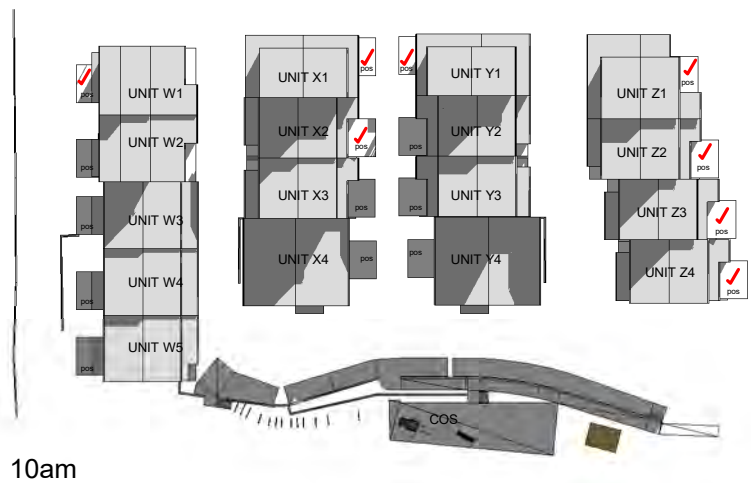 pos
UNIT W1
UNIT W2
pos
UNIT W3
pos
UNIT W4
pos
UNIT W5
pos
UNIT X1
pos
UNIT X2
pos
UNIT X3
pos
UNIT X4
pos
pos
UNIT Y1
pos
UNIT Y2
pos
UNIT Y3
pos
UNIT Y4
UNIT Z1
pos
UNIT Z2
pos
UNIT Z3
pos
UNIT Z4
pos
COS
10am